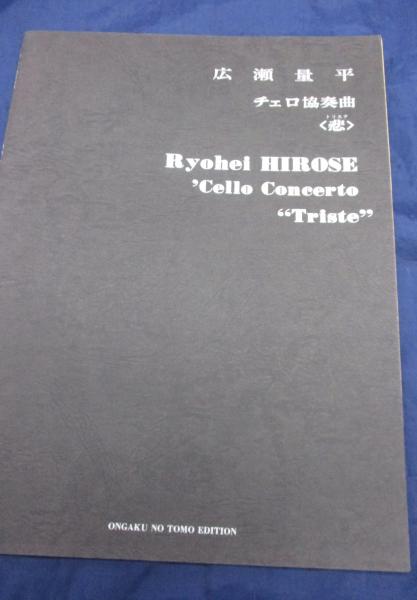 広瀬量平
チェロ協奏曲
トリステ
<悲>
Ryohei HIROSE
'Cello Concerto
“Triste”
ONGAKU NO TOMO EDITION